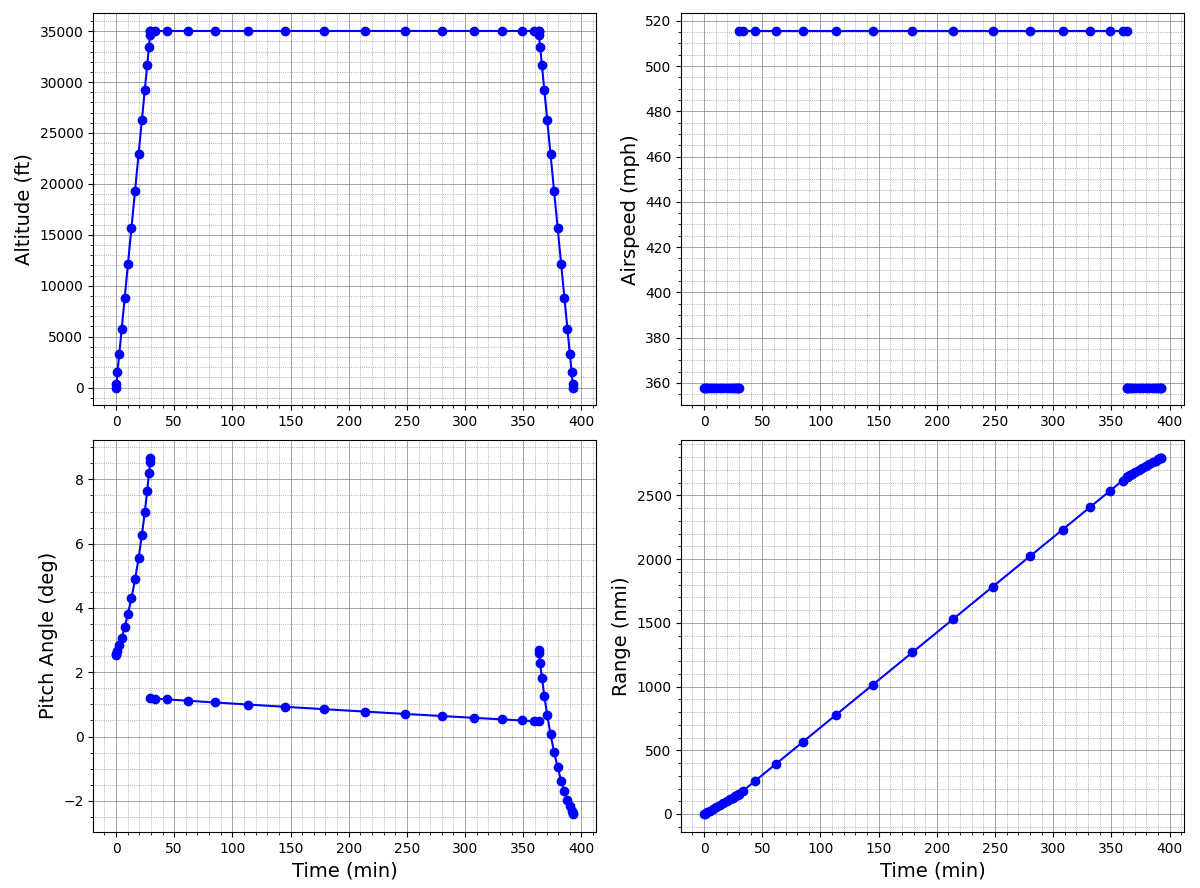 35000
30000
25000
20000
15000
10000
5000
0
Altitude (ft)
0 50 100 150 200 250 300 350 400
520
500
480
460
440
420
400
380
360
Airspeed (mph)
0 50 100 150 200 250 300 350 400
8
6
4
2
0
−2
Pitch Angle (deg)
0 50 100 150 200 250 300 350 400
Time (min)
2500
2000
1500
1000
500
0
Range (nmi)
0 50 100 150 200 250 300 350 400
Time (min)